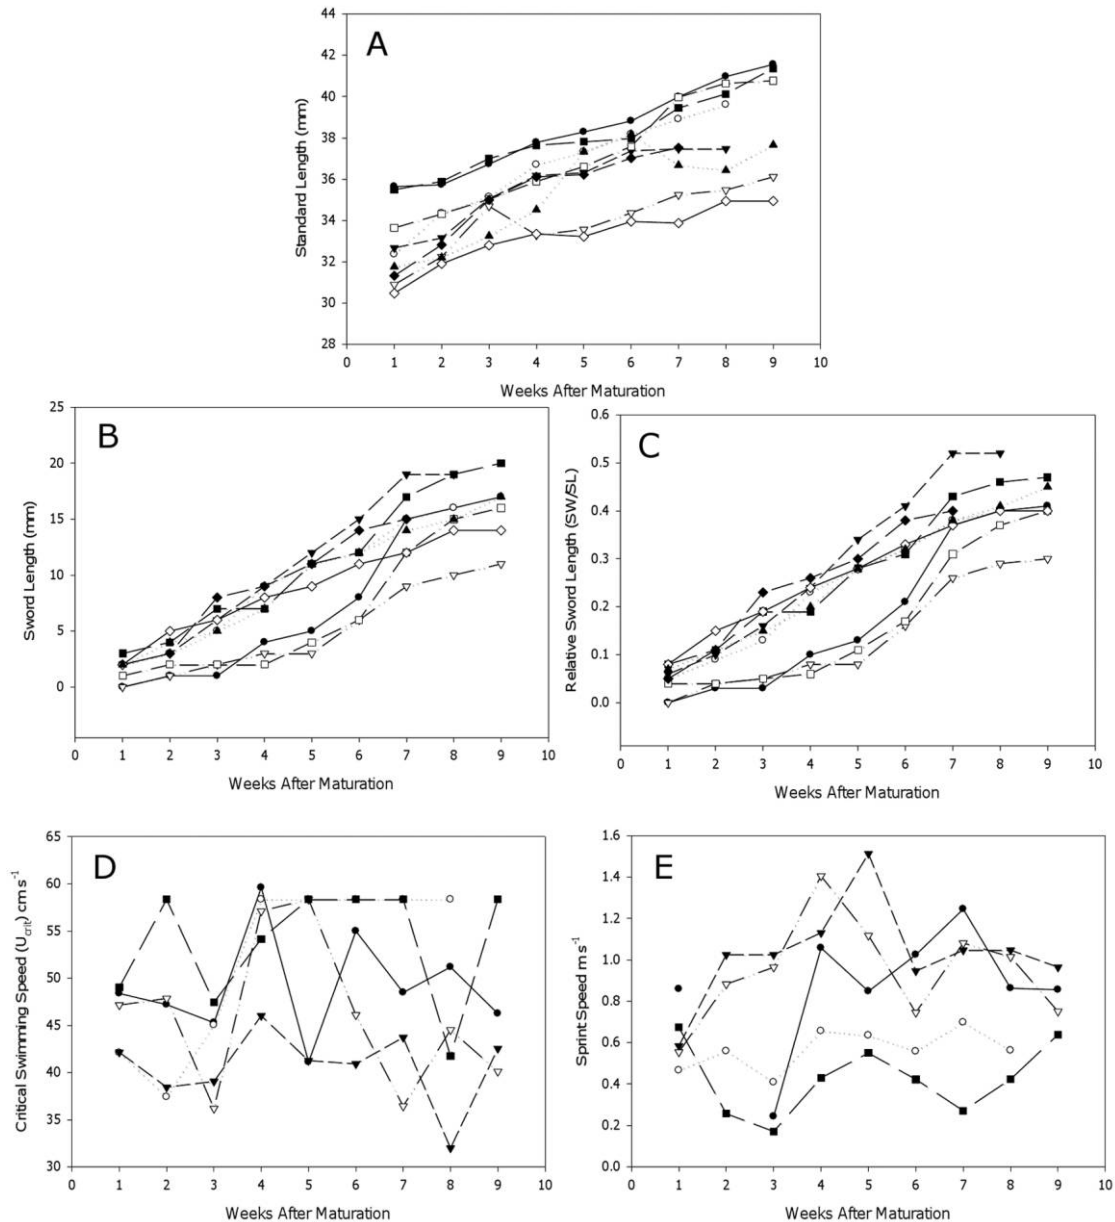 A
Standard Length (mm)
44
42
40
38
36
34
32
30
28
0 1 2 3 4 5 6 7 8 9 10
Weeks After Maturation
B
Sword Length (mm)
25
20
15
10
5
0
0 1 2 3 4 5 6 7 8 9 10
Weeks After Maturation
C
Relative Sword Length (SW/SL)
0.6
0.5
0.4
0.3
0.2
0.1
0.0
0 1 2 3 4 5 6 7 8 9 10
Weeks After Maturation
D
Critical Swimming Speed (Ucrit) cm s-1
65
60
55
50
45
40
35
30
0 1 2 3 4 5 6 7 8 9 10
Weeks After Maturation
E
Sprint Speed m s-1
1.6
1.4
1.2
1.0
0.8
0.6
0.4
0.2
0.0
0 1 2 3 4 5 6 7 8 9 10
Weeks After Maturation